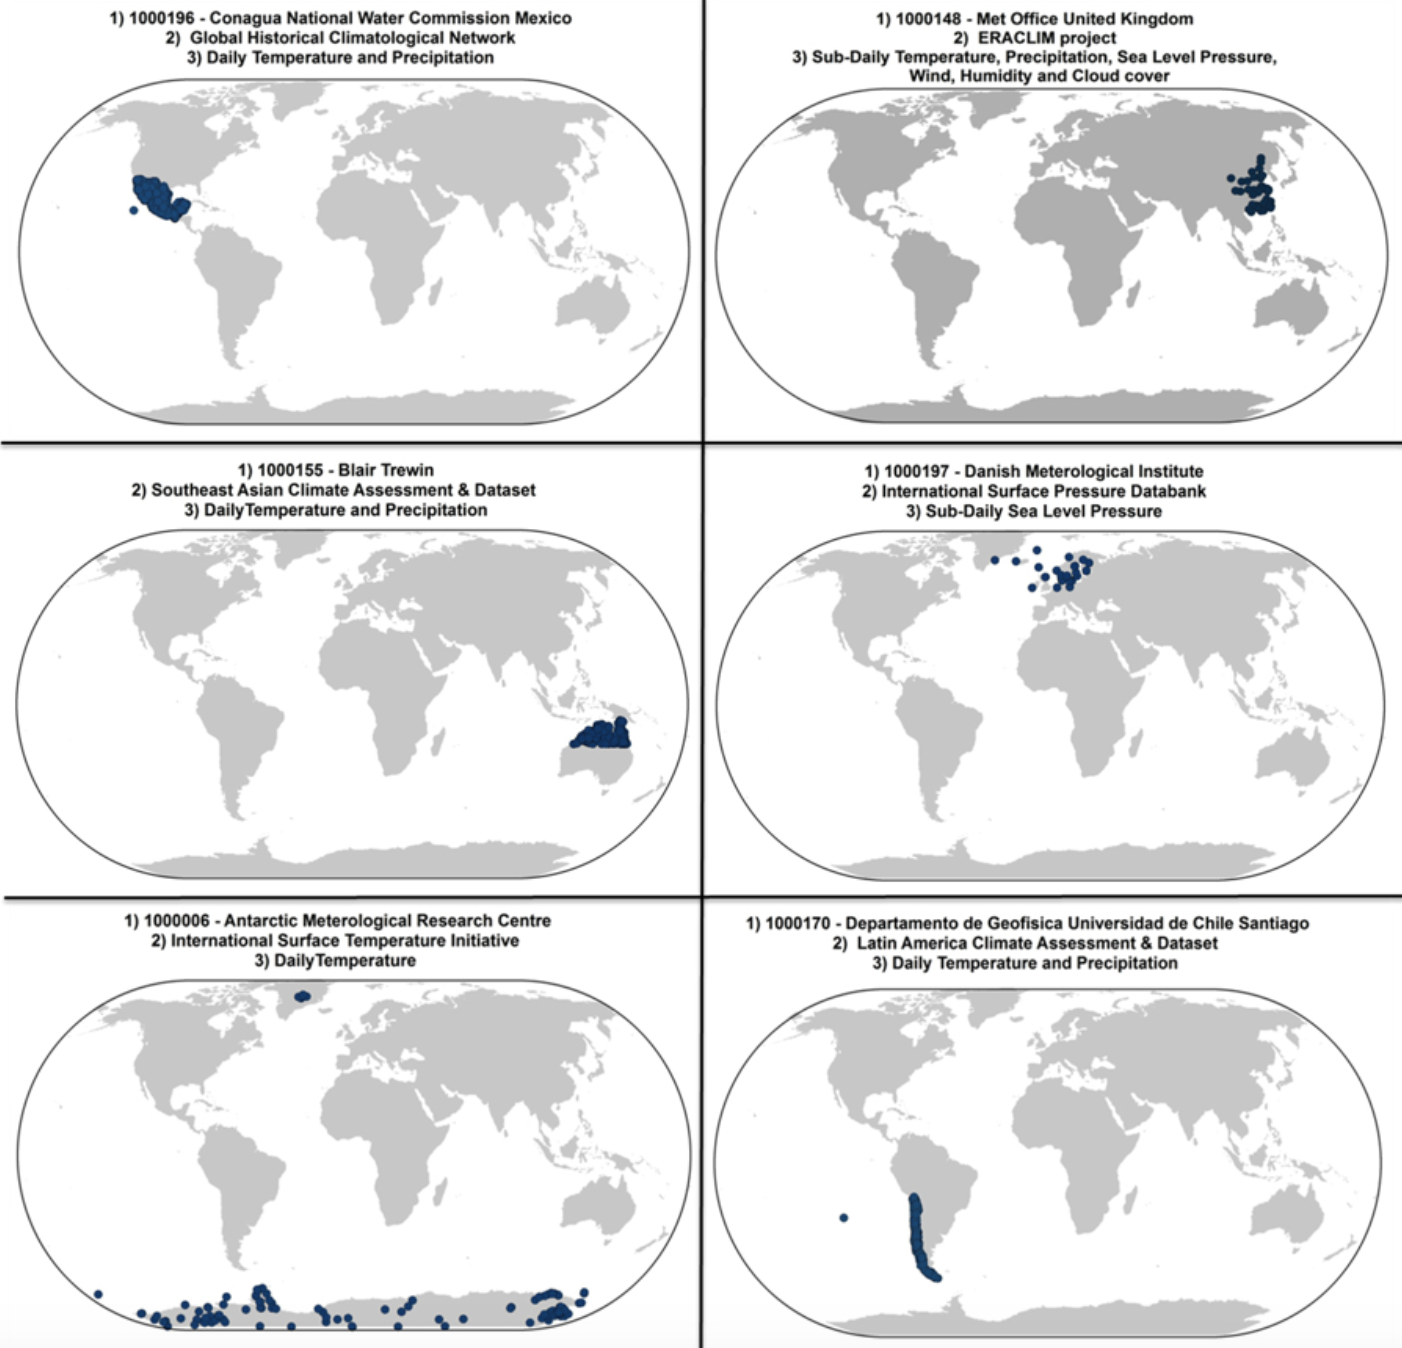 1) 1000196 - Conagua National Water Commission Mexico
2) Global Historical Climatological Network
3) Daily Temperature and Precipitation
1) 1000148 - Met Office United Kingdom
2) ERACLIM project
3) Sub-Daily Temperature, Precipitation, Sea Level Pressure,
Wind, Humidity and Cloud cover
1) 1000155 - Blair Trewin
2) Southeast Asian Climate Assessment & Dataset
3) DailyTemperature and Precipitation
1) 1000197 - Danish Meterological Institute
2) International Surface Pressure Databank
3) Sub-Daily Sea Level Pressure
1) 1000006 - Antarctic Meterological Research Centre
2) International Surface Temperature Initiative
3) DailyTemperature
1) 1000170 - Departamento de Geofisica Universidad de Chile Santiago
2) Latin America Climate Assessment & Dataset
3) Daily Temperature and Precipitation